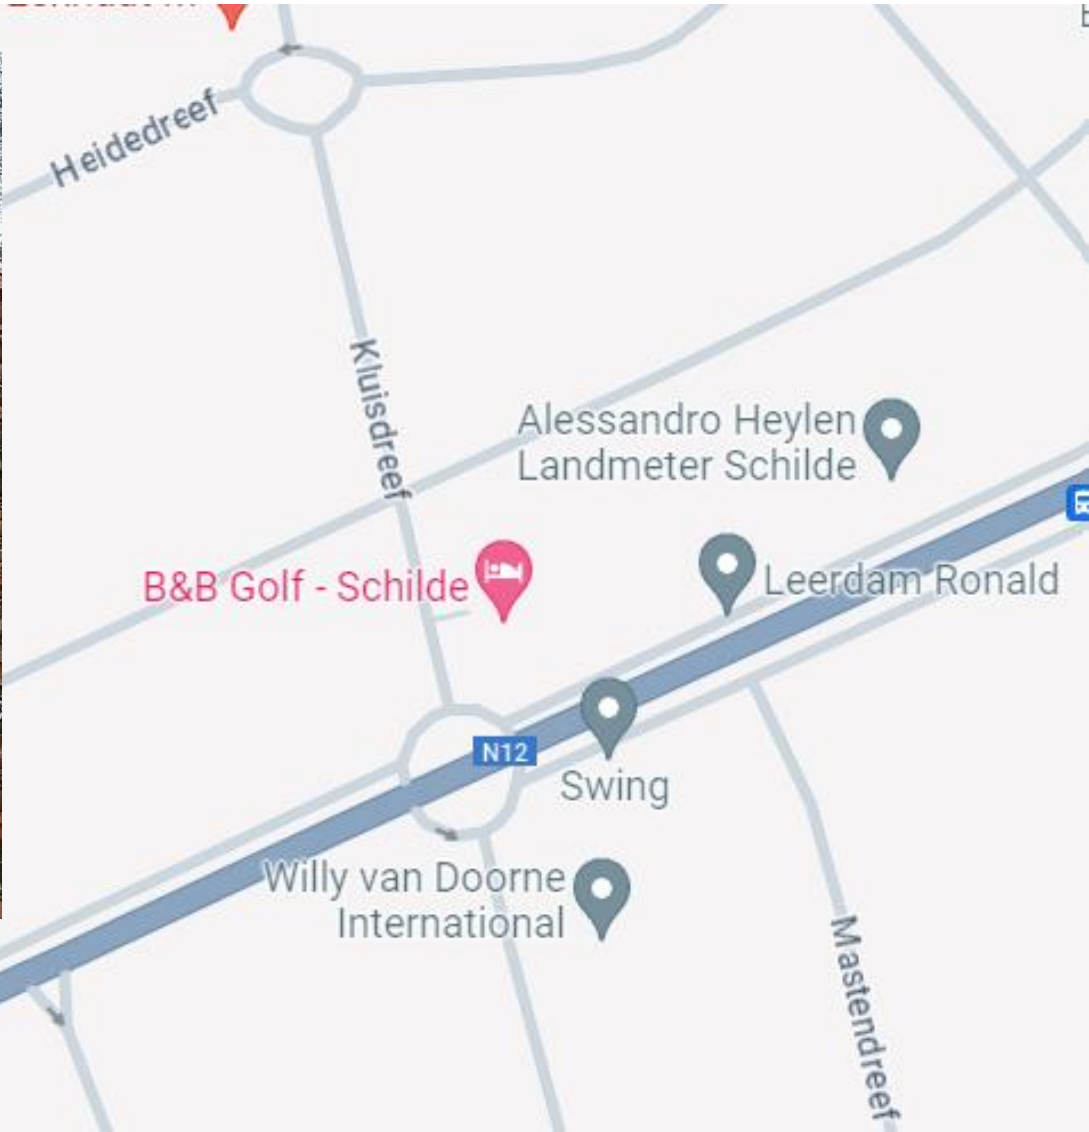 Heidedreef
Kluisdreef
Alessandro Heylen
Landmeter Schilde
B&B Golf - Schilde
Leerdam Ronald
N12
Swing
Willy van Doorne
International
Mastendreef